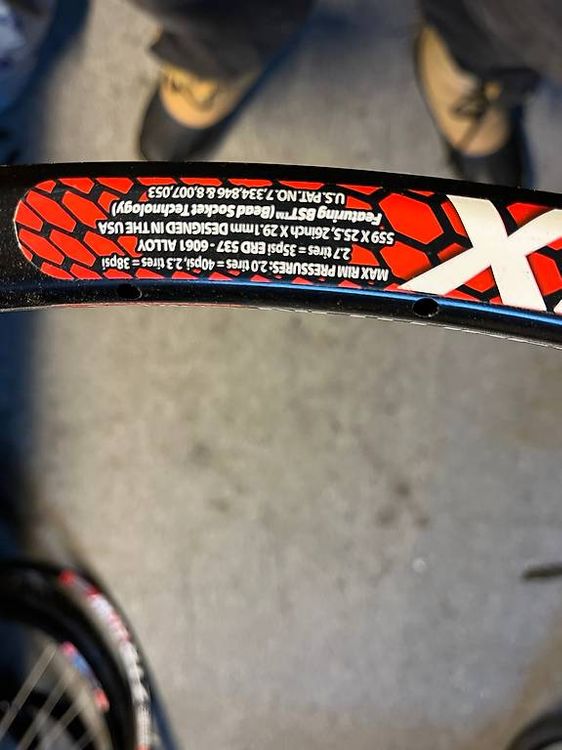 MAX RIM PRESSURES: 2.0 tires = 40psi, 2.3 tires = 38psi
2.7 tires = 35psi ERD 537 - 6061 ALLOY
559 X 25.5, 26inch X 29.1mm DESIGNED IN THE USA
Featuring BST™ (Bead Socket Technology)
U.S. PAT. NO. 7,334,846 & 8,007,053
X